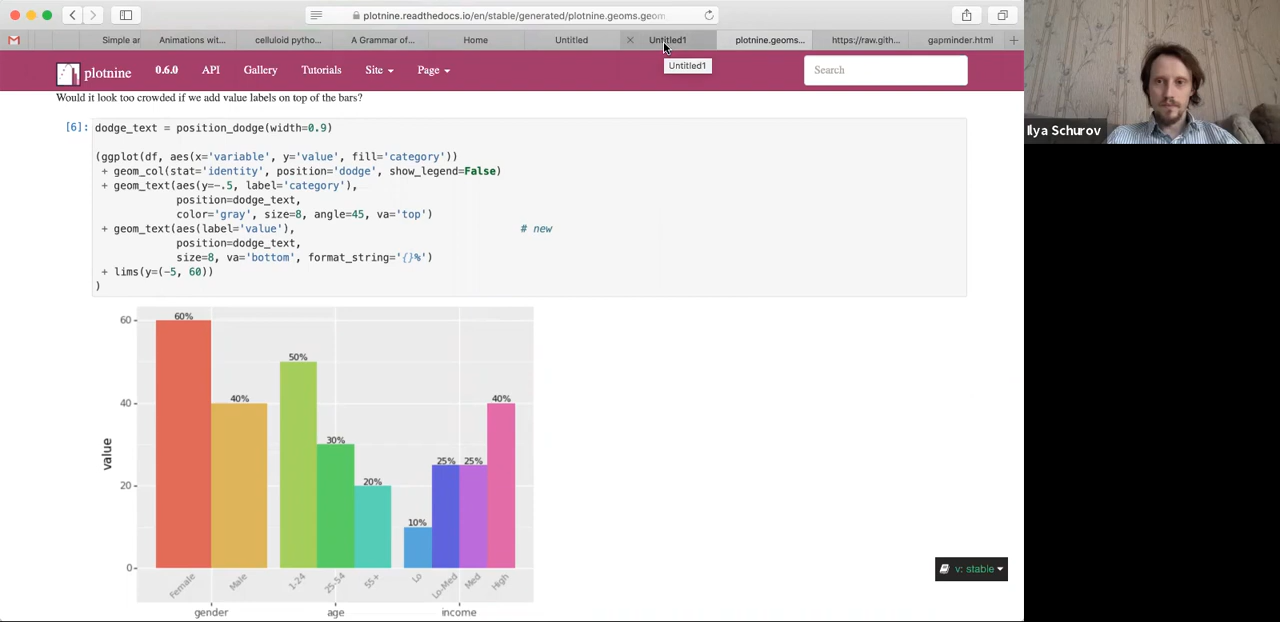 plotnine.readthedocs.io/en/stable/generated/plotnine.geoms.geom
Simple ar
Animations wit...
celluloid pytho...
A Grammar of...
Home
Untitled
Untitled1
plotnine.geoms...
https://raw.gith...
gapminder.html
plotnine
0.6.0
API
Gallery
Tutorials
Site
Page
Search
Untitled1
Would it look too crowded if we add value labels on top of the bars?
[6]:
dodge_text = position_dodge(width=0.9)
(ggplot(df, aes(x='variable', y='value', fill='category'))
+ geom_col(stat='identity', position='dodge', show_legend=False)
+ geom_text(aes(y=-.5, label='category'),
position=dodge_text,
color='gray', size=8, angle=45, va='top')
+ geom_text(aes(label='value'), # new
position=dodge_text,
size=8, va='bottom', format_string='{}%')
+ lims(y=(-5, 60))
)
60
40
20
0
value
60%
40%
50%
30%
20%
10%
25%
25%
40%
Female
Male
1-24
25-54
55+
Lo
Lo-Med
Med
High
gender
age
income
v: stable
Ilya Schurov